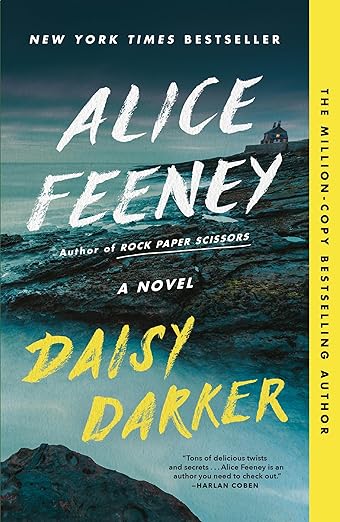 NEW YORK TIMES BESTSELLER
ALICE
FEENEY
Author of ROCK PAPER SCISSORS
A NOVEL
DAISY
DARKER
"Tons of delicious twists
and secrets . . . Alice Feeney is an
author you need to check out."
—HARLAN COBEN
THE MILLION-COPY BESTSELLING AUTHOR